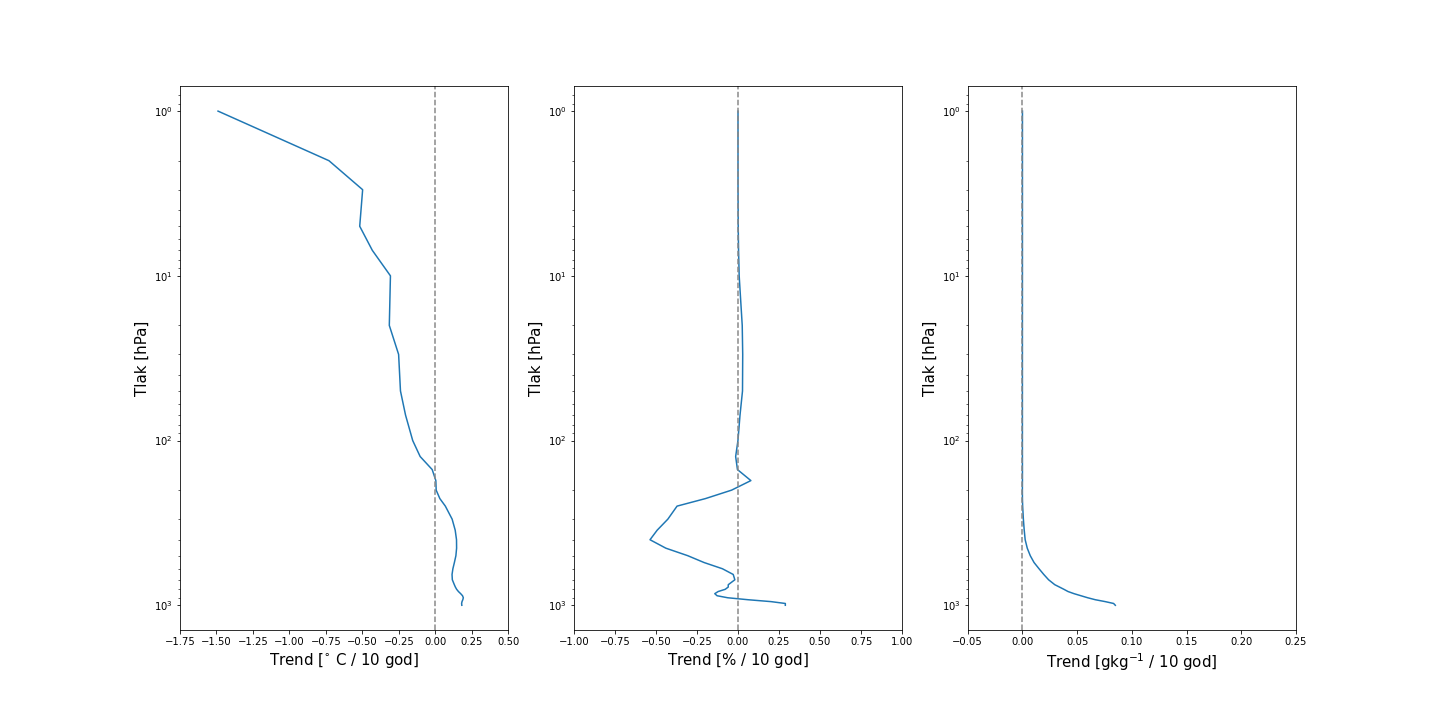 10⁰
10¹
10²
10³
Tlak [hPa]
−1.75 −1.50 −1.25 −1.00 −0.75 −0.50 −0.25 0.00 0.25 0.50
Trend [° C / 10 god]
10⁰
10¹
10²
10³
Tlak [hPa]
−1.00 −0.75 −0.50 −0.25 0.00 0.25 0.50 0.75 1.00
Trend [% / 10 god]
10⁰
10¹
10²
10³
Tlak [hPa]
−0.05 0.00 0.05 0.10 0.15 0.20 0.25
Trend [gkg⁻¹ / 10 god]